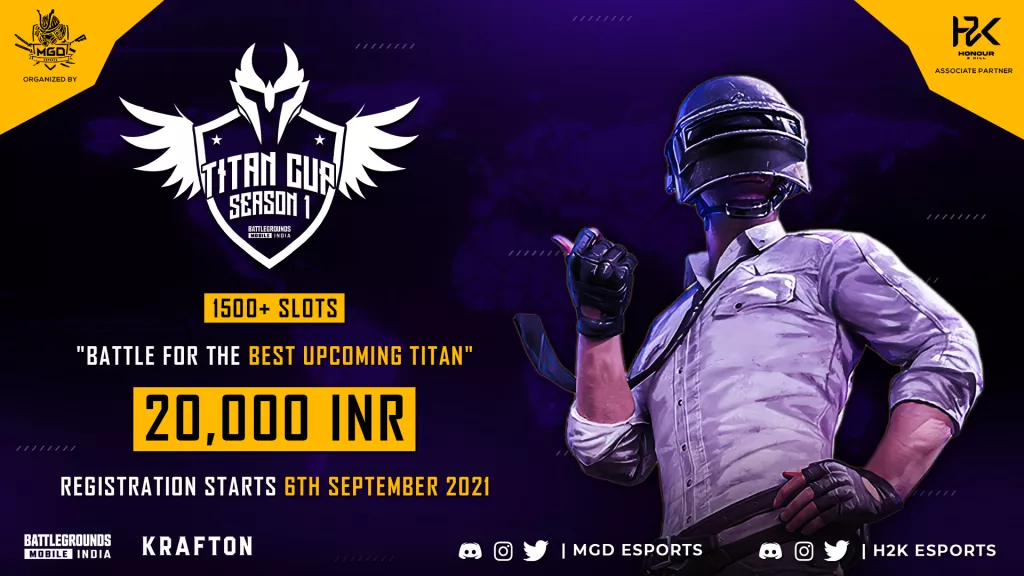 MGD
ESPORTS
ORGANIZED BY
H2K
HONOUR
2 KILL
ASSOCIATE PARTNER
TITAN CUP
SEASON 1
BATTLEGROUNDS
MOBILE INDIA
1500+ SLOTS
"BATTLE FOR THE BEST UPCOMING TITAN"
20,000 INR
REGISTRATION STARTS 6TH SEPTEMBER 2021
BATTLEGROUNDS
MOBILE INDIA
KRAFTON
| MGD ESPORTS
| H2K ESPORTS